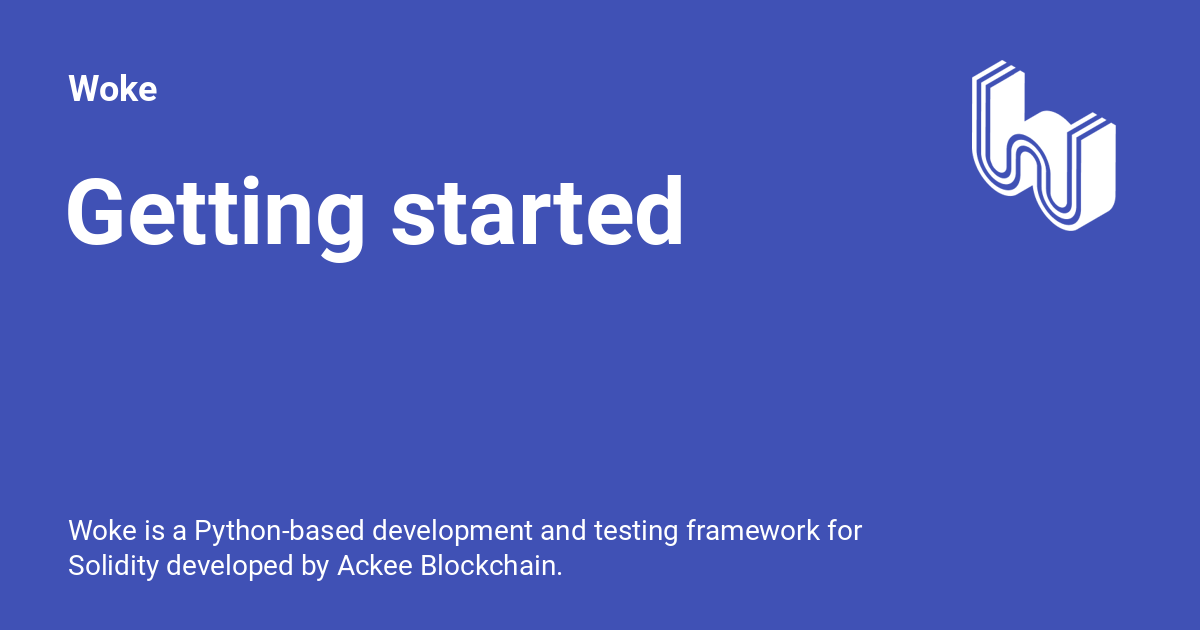 Woke
Getting started
Woke is a Python-based development and testing framework for
Solidity developed by Ackee Blockchain.